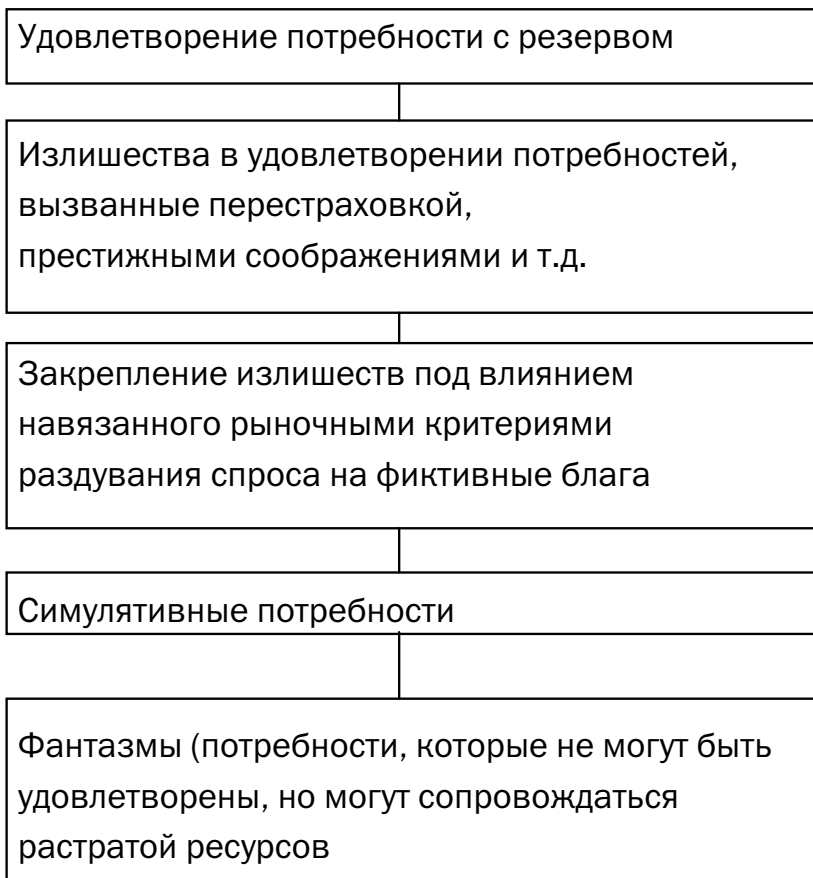 Удовлетворение потребности с резервом
Излишества в удовлетворении потребностей,
вызванные перестраховкой,
престижными соображениями и т.д.
Закрепление излишеств под влиянием
навязанного рыночными критериями
раздувания спроса на фиктивные блага
Симулятивные потребности
Фантазмы (потребности, которые не могут быть
удовлетворены, но могут сопровождаться
растратой ресурсов